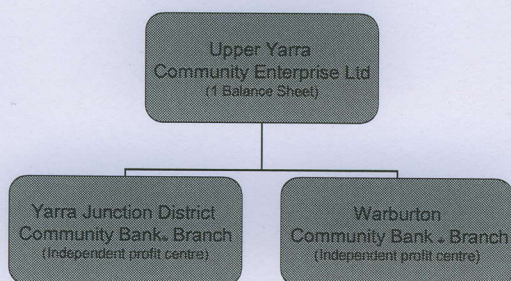 Upper Yarra
Community Enterprise Ltd
(1 Balance Sheet)
Yarra Junction District
Community Bank® Branch
(Independent profit centre)
Warburton
Community Bank® Branch
(Independent profit centre)